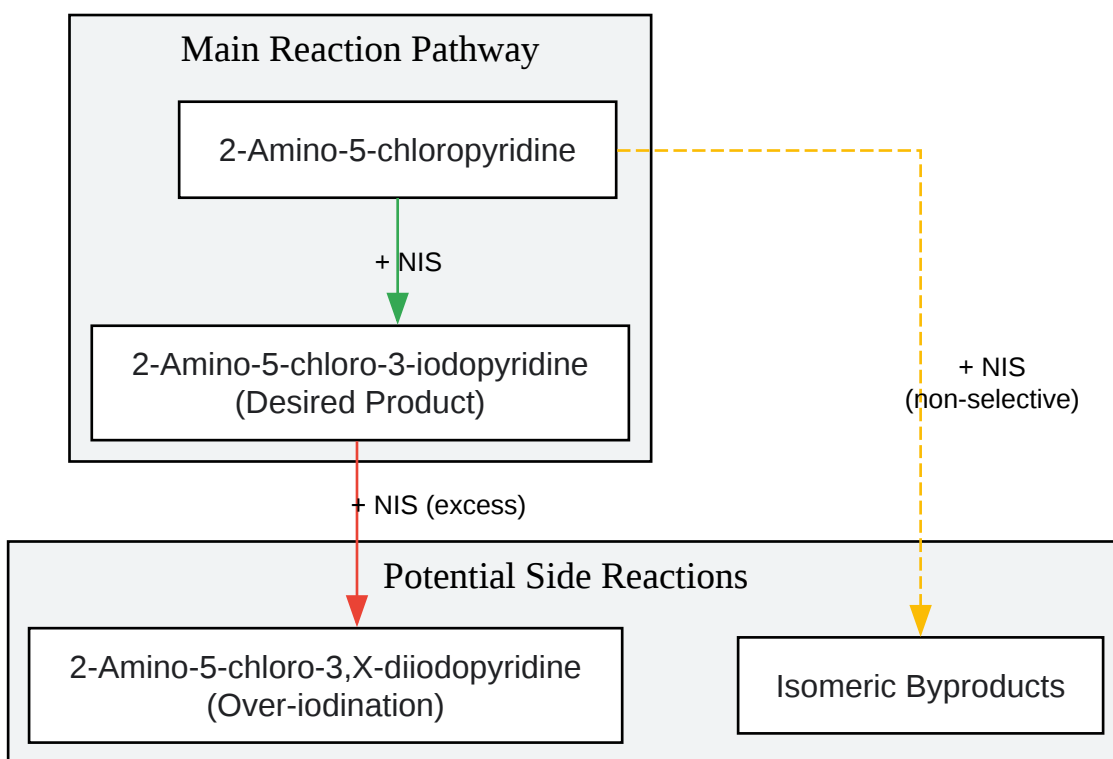 Main Reaction Pathway
2-Amino-5-chloropyridine
+ NIS
2-Amino-5-chloro-3-iodopyridine
(Desired Product)
+ NIS
(non-selective)
+ NIS (excess)
Potential Side Reactions
2-Amino-5-chloro-3,X-diiodopyridine
(Over-iodination)
Isomeric Byproducts